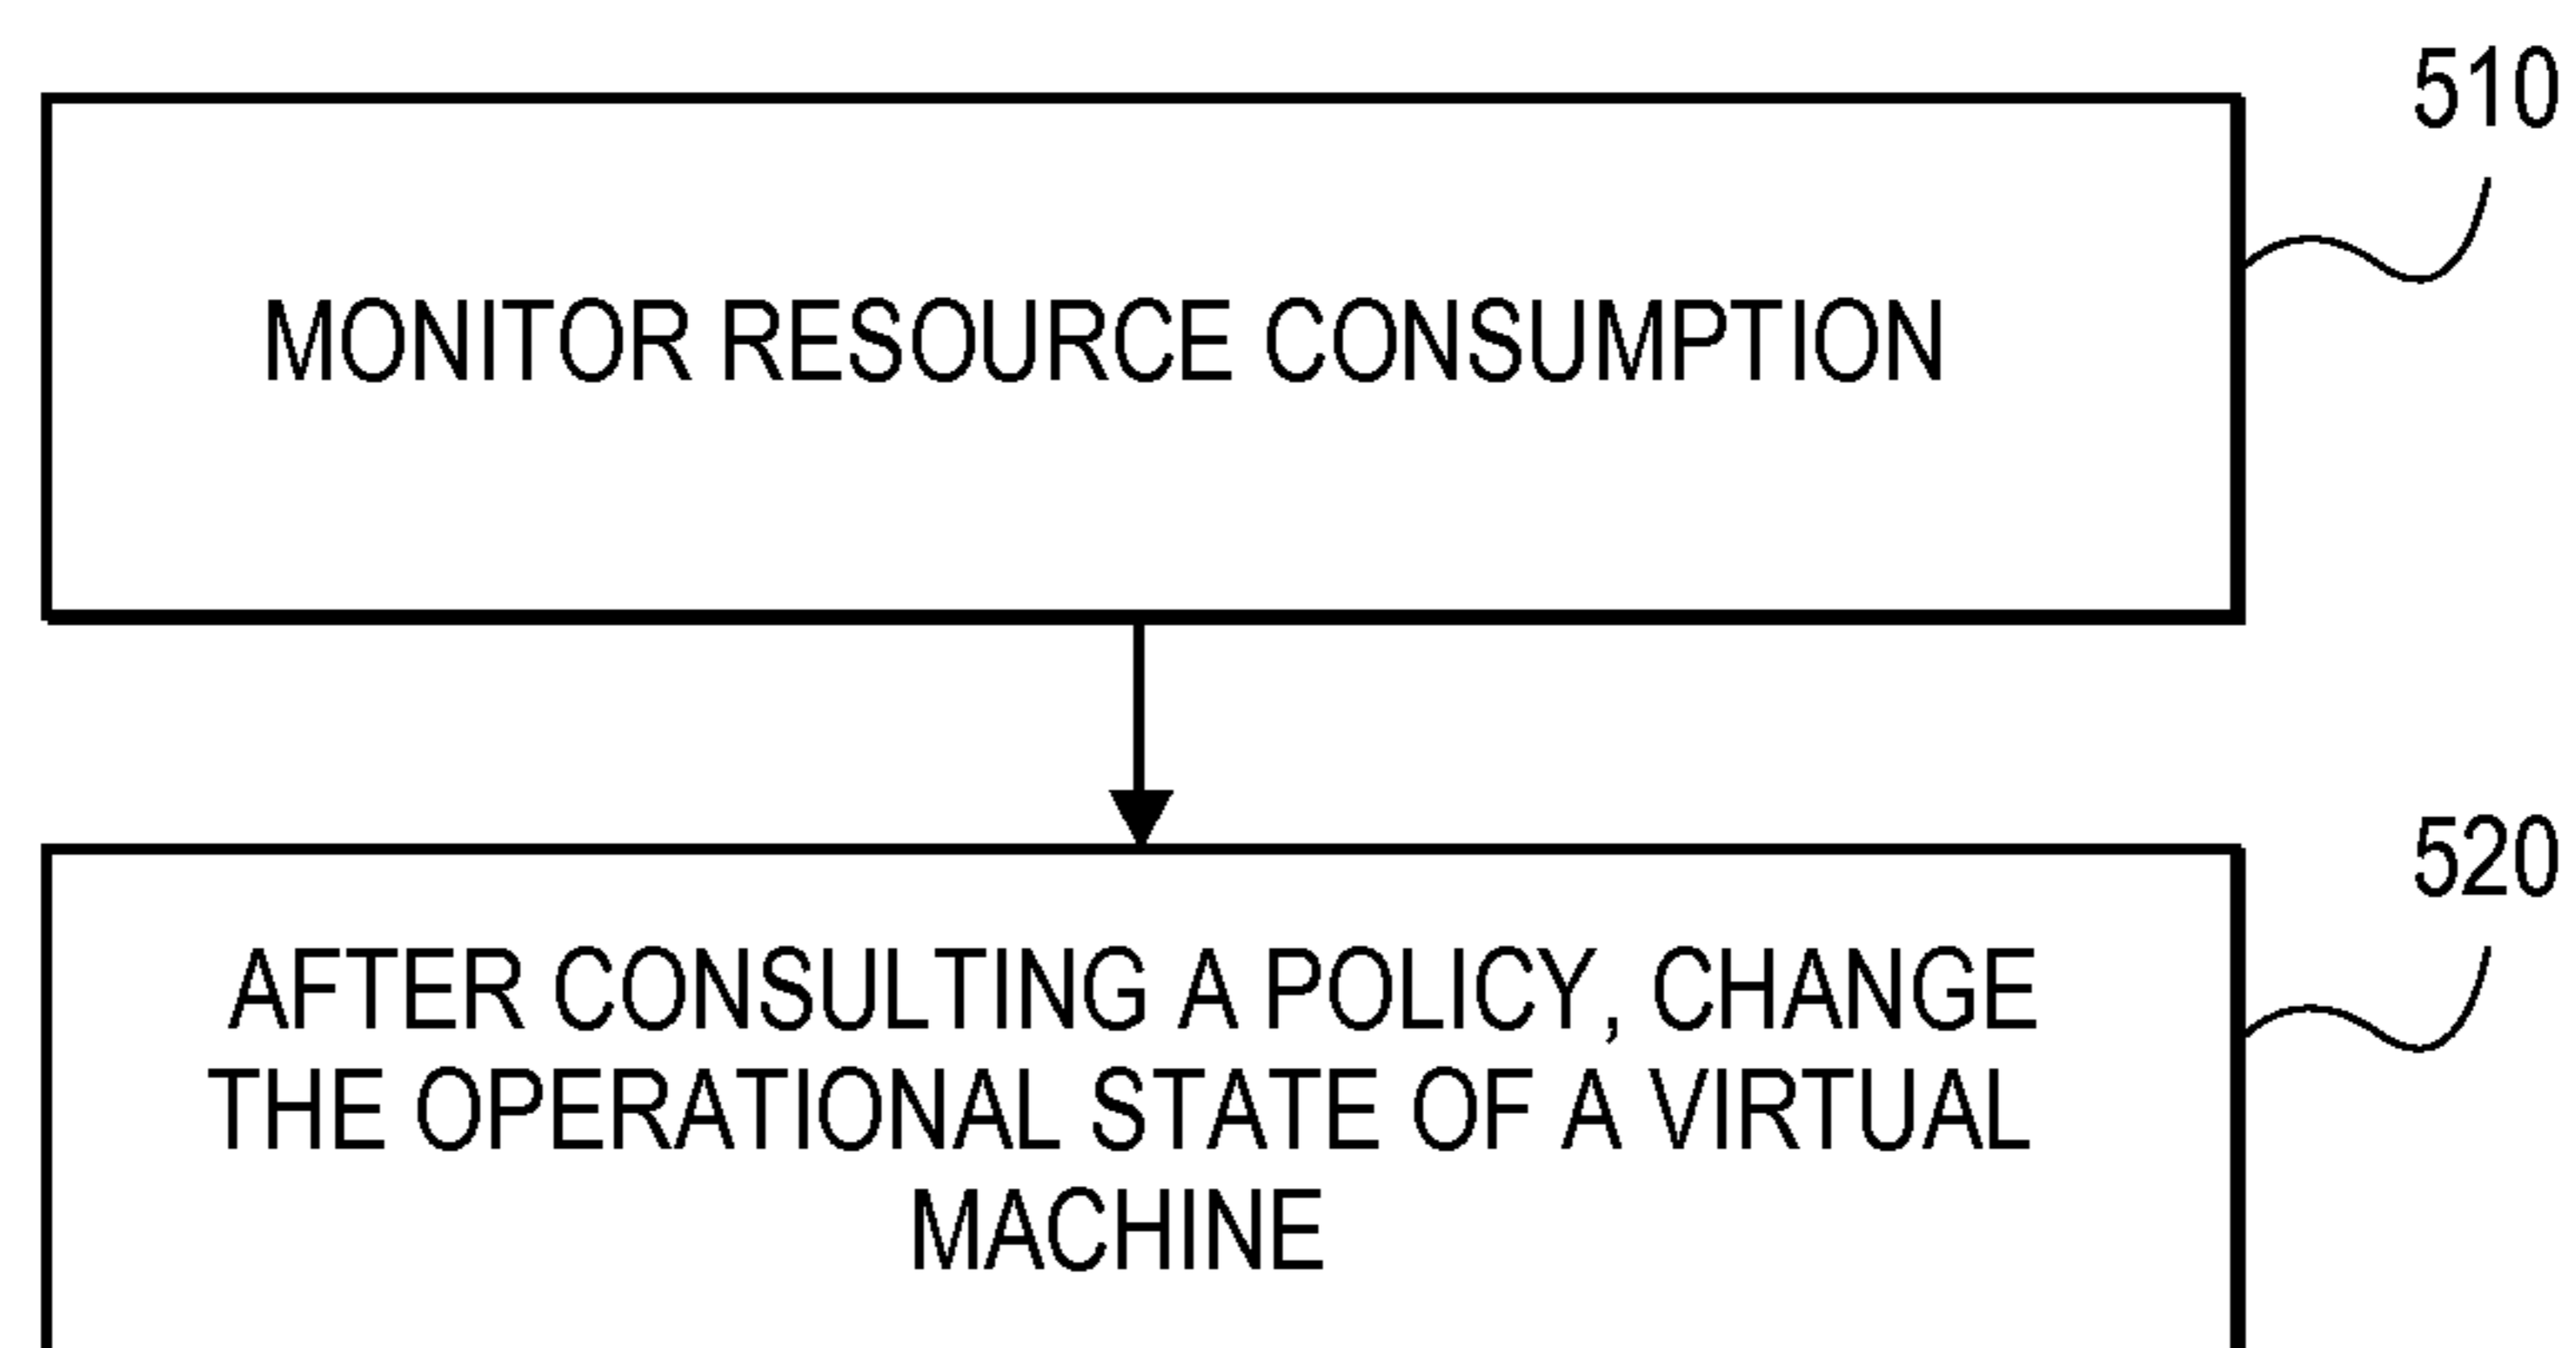 510
MONITOR RESOURCE CONSUMPTION
520
AFTER CONSULTING A POLICY, CHANGE
THE OPERATIONAL STATE OF A VIRTUAL
MACHINE